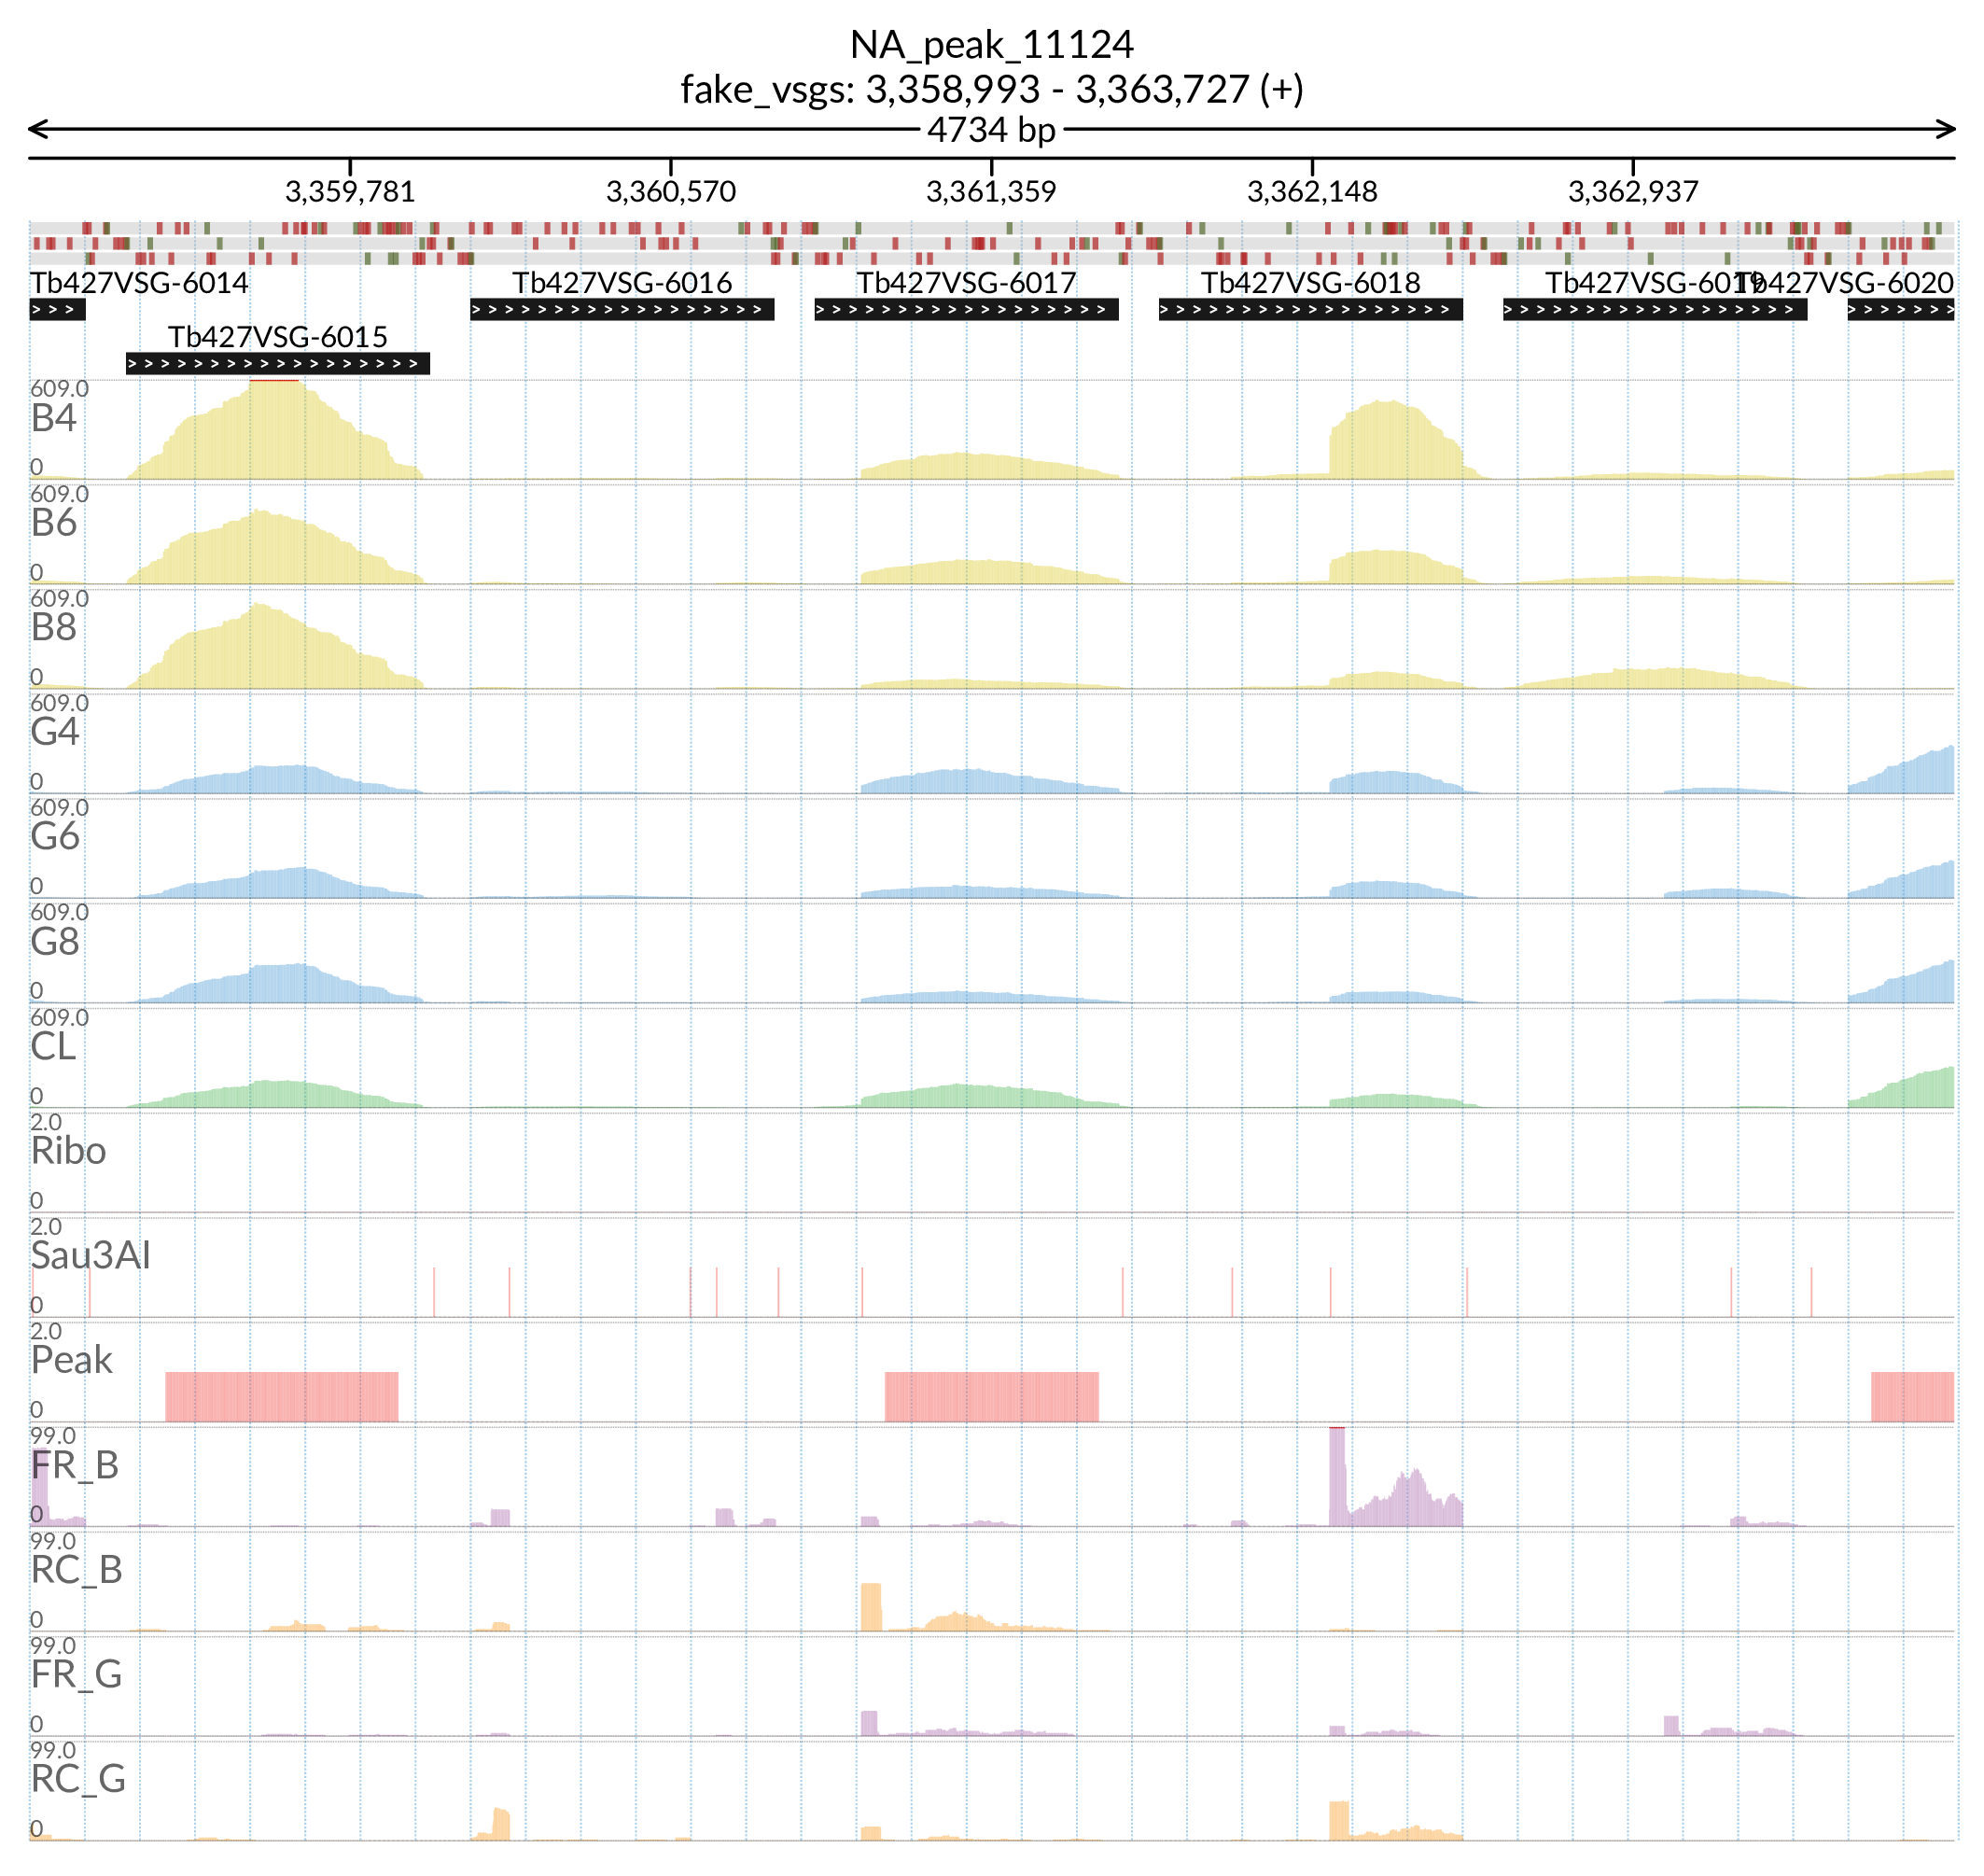 NA_peak_11124
fake_vsgs: 3,358,993 - 3,363,727 (+)
4734 bp
3,359,781 3,360,570 3,361,359 3,362,148 3,362,937
Tb427VSG-6014 Tb427VSG-6016 Tb427VSG-6017 Tb427VSG-6018 Tb427VSG-6019 Tb427VSG-6020
Tb427VSG-6015
609.0
B4
0
609.0
B6
0
609.0
B8
0
609.0
G4
0
609.0
G6
0
609.0
G8
0
609.0
CL
0
2.0
Ribo
0
2.0
Sau3AI
0
2.0
Peak
0
99.0
FR_B
0
99.0
RC_B
0
99.0
FR_G
0
99.0
RC_G
0